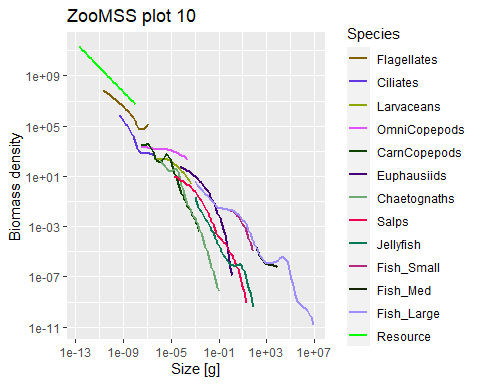 ZooMSS plot 10
Species
Flagellates
Ciliates
Larvaceans
OmniCopepods
CarnCopepods
Euphausiids
Chaetognaths
Salps
Jellyfish
Fish_Small
Fish_Med
Fish_Large
Resource
Biomass density
1e+09
1e+05
1e+01
1e-03
1e-07
1e-11
1e-13 1e-09 1e-05 1e-01 1e+03 1e+07
Size [g]